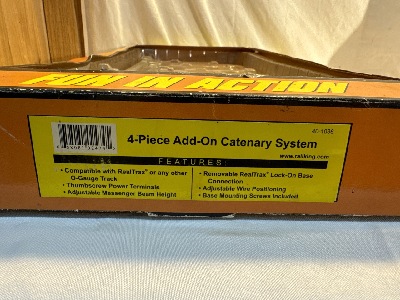 FUN IN ACTION
4-Piece Add-On Catenary System
40-1036
www.railking.com
FEATURES:
• Compatible with RealTrax® or any other
O-Gauge Track
• Thumbscrew Power Terminals
• Adjustable Messenger Beam Height
• Removable RealTrax® Lock-On Base
Connection
• Adjustable Wire Positioning
• Base Mounting Screws Included